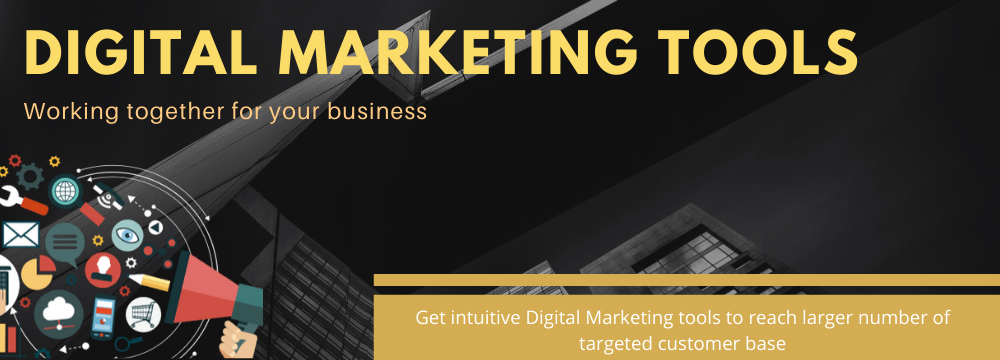 DIGITAL MARKETING TOOLS
Working together for your business
Get intuitive Digital Marketing tools to reach larger number of
targeted customer base